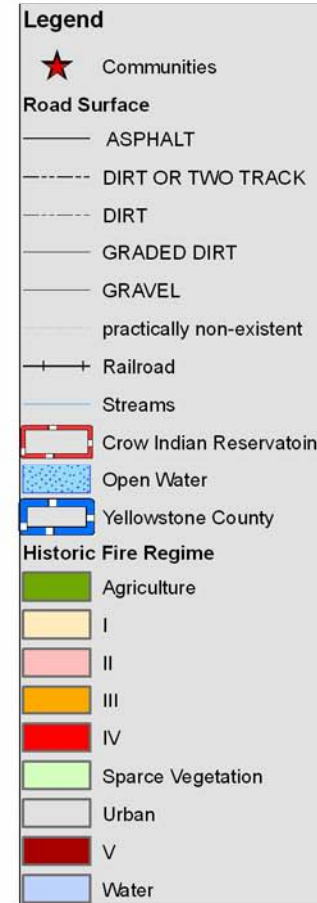 Legend
Communities
Road Surface
ASPHALT
DIRT OR TWO TRACK
DIRT
GRADED DIRT
GRAVEL
practically non-existent
Railroad
Streams
Crow Indian Reservatoin
Open Water
Yellowstone County
Historic Fire Regime
Agriculture
I
II
III
IV
Sparce Vegetation
Urban
V
Water